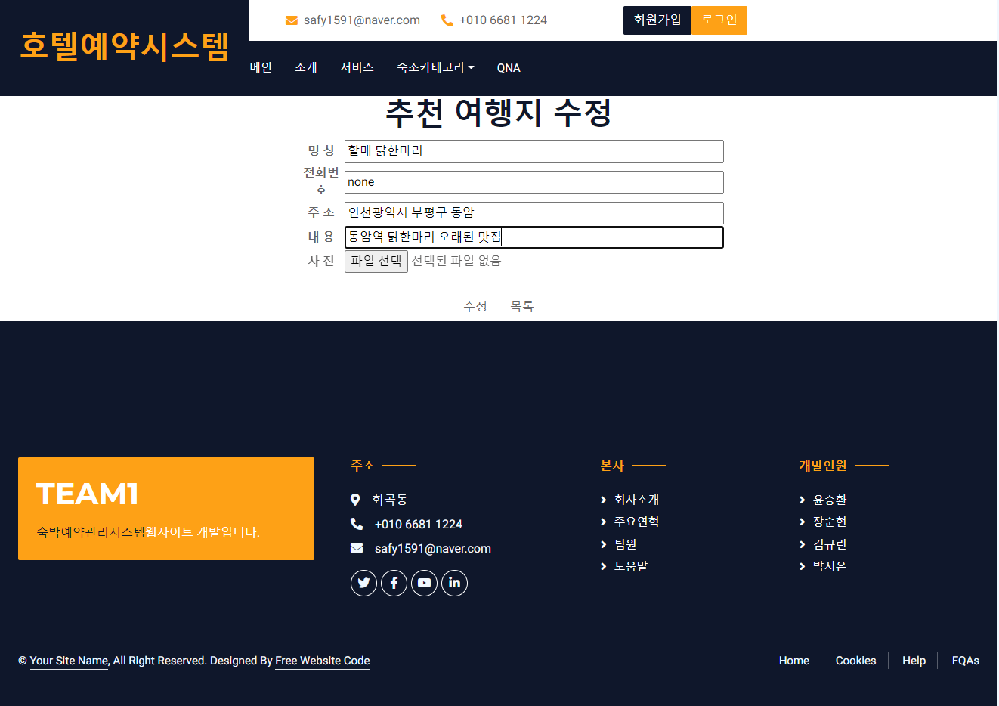 호텔예약시스템
safy1591@naver.com +010 6681 1224 회원가입 로그인
메인 소개 서비스 숙소카테고리 QNA
추천 여행지 수정
명 칭 할매 닭한마리
전화번
호 none
주 소 인천광역시 부평구 동암
내 용 동암역 닭한마리 오래된 맛집
사 진 파일 선택 선택된 파일 없음
수정 목록
TEAM1
숙박예약관리시스템웹사이트 개발입니다.
주소
화곡동
+010 6681 1224
safy1591@naver.com
본사
회사소개
주요연혁
팀원
도움말
개발인원
윤승환
장순현
김규린
박지은
© Your Site Name, All Right Reserved. Designed By Free Website Code
Home Cookies Help FQAs